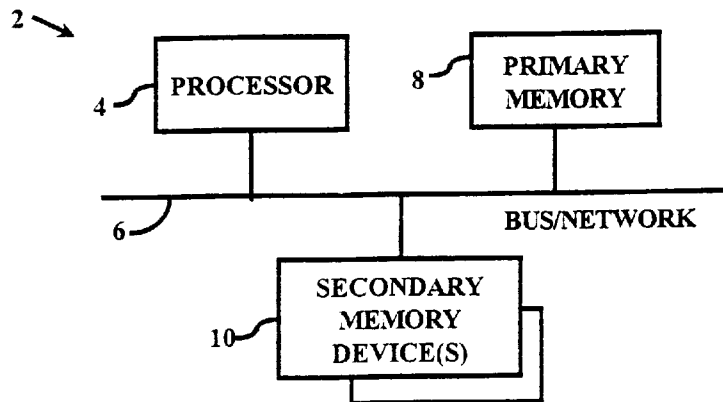 2
PROCESSOR
4
PRIMARY
MEMORY
8
6
BUS/NETWORK
SECONDARY
MEMORY
DEVICE(S)
10